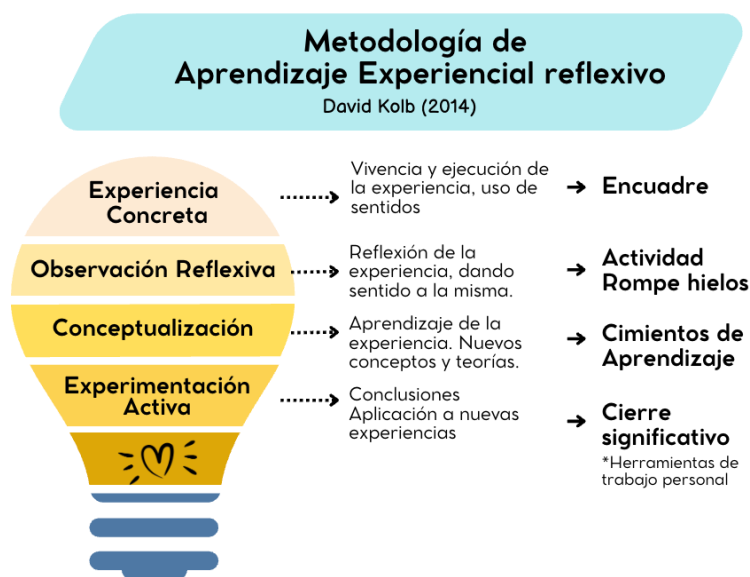 Metodología de
Aprendizaje Experiencial reflexivo
David Kolb (2014)
Experiencia
Concreta
Vivencia y ejecución de
la experiencia, uso de
sentidos
Encuadre
Observación Reflexiva
Reflexión de la
experiencia, dando
sentido a la misma.
Actividad
Rompe hielos
Conceptualización
Aprendizaje de la
experiencia. Nuevos
conceptos y teorías.
Cimientos de
Aprendizaje
Experimentación
Activa
Conclusiones
Aplicación a nuevas
experiencias
Cierre
significativo
*Herramientas de
trabajo personal